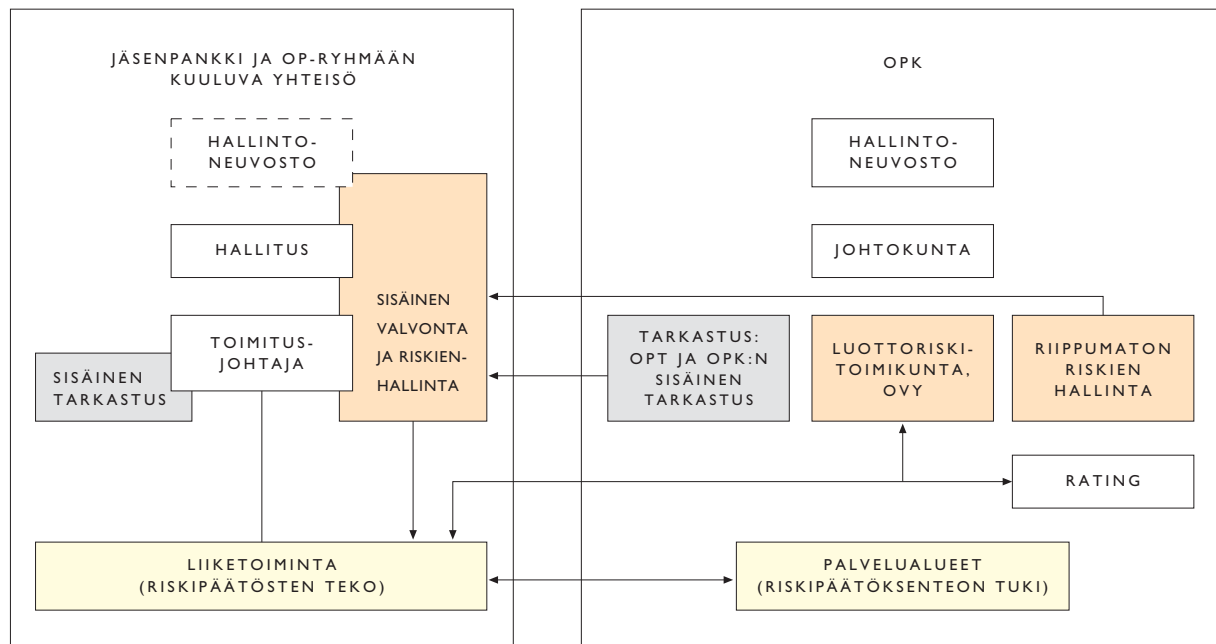 JÄSENPANKKI JA OP-RYHMÄÄN
KUULUVA YHTEISÖ
HALLINTO-
NEUVOSTO
HALLITUS
TOIMITUS-
JOHTAJA
SISÄINEN
TARKASTUS
SISÄINEN
VALVONTA
JA RISKIEN-
HALLINTA
LIIKETOIMINTA
(RISKIPÄÄTÖSTEN TEKO)
OPK
HALLINTO-
NEUVOSTO
JOHTOKUNTA
TARKASTUS:
OPT JA OPK:N
SISÄINEN
TARKASTUS
LUOTTORISKI-
TOIMIKUNTA,
OVY
RIIPPUMATON
RISKIEN
HALLINTA
RATING
PALVELUALUEET
(RISKIPÄÄTÖKSENTEON TUKI)